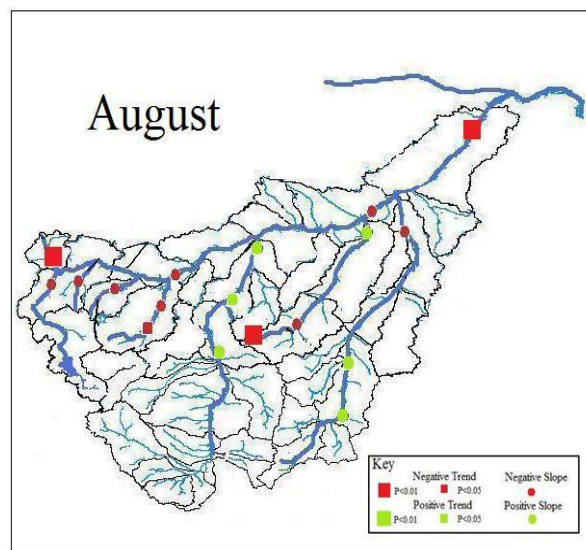 August
Key
Negative Trend Negative Slope
P<0.01 P<0.05
Positive Trend Positive Slope
P<0.01 P<0.05